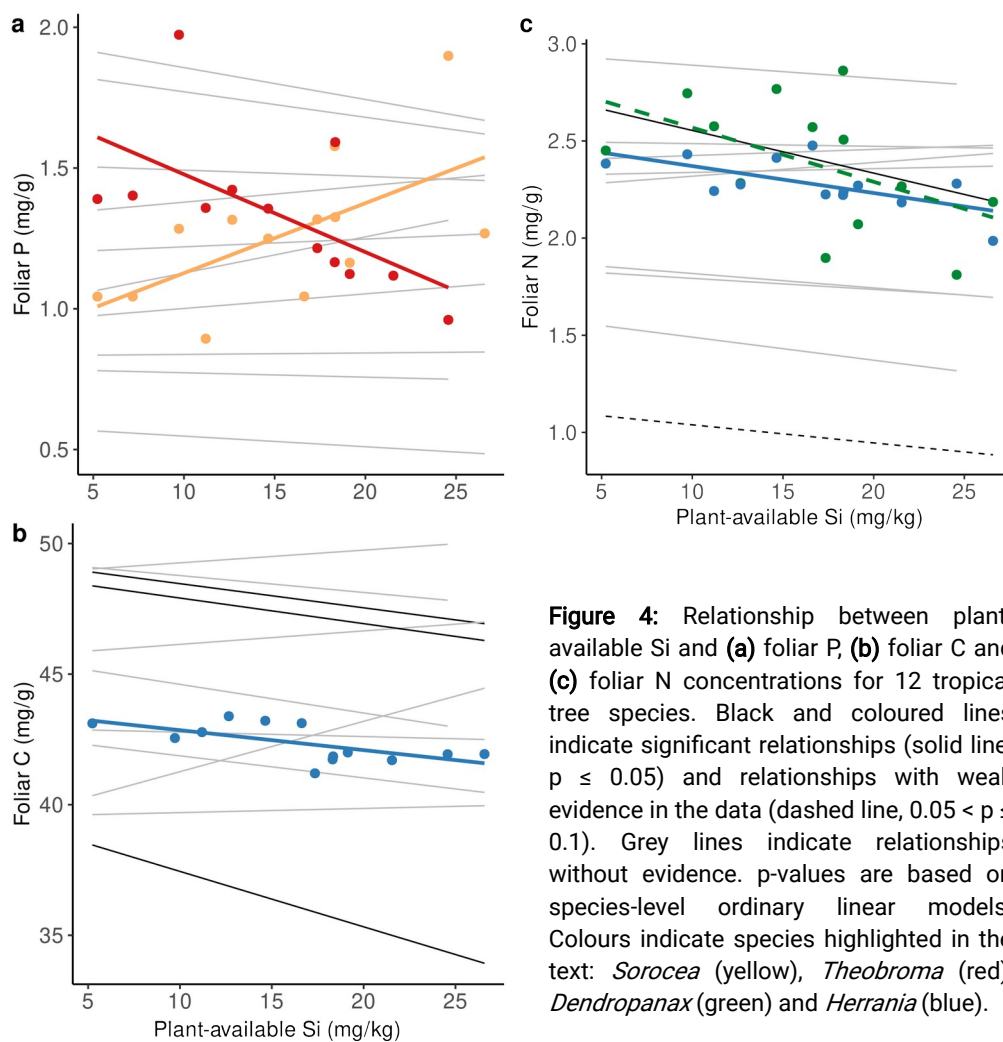 a
2.0
1.5
1.0
0.5
Foliar P (mg/g)
5 10 15 20 25
c
3.0
2.5
2.0
1.5
1.0
Foliar N (mg/g)
5 10 15 20 25
Plant-available Si (mg/kg)
b
50
45
40
35
Foliar C (mg/g)
5 10 15 20 25
Plant-available Si (mg/kg)
Figure 4: Relationship between plant
available Si and (a) foliar P, (b) foliar C and
(c) foliar N concentrations for 12 tropica
tree species. Black and coloured lines
indicate significant relationships (solid line
p ≤ 0.05) and relationships with weak
evidence in the data (dashed line, 0.05 < p ≤
0.1). Grey lines indicate relationships
without evidence. p-values are based on
species-level ordinary linear models
Colours indicate species highlighted in the
text: Sorocea (yellow), Theobroma (red)
Dendropanax (green) and Herrania (blue).